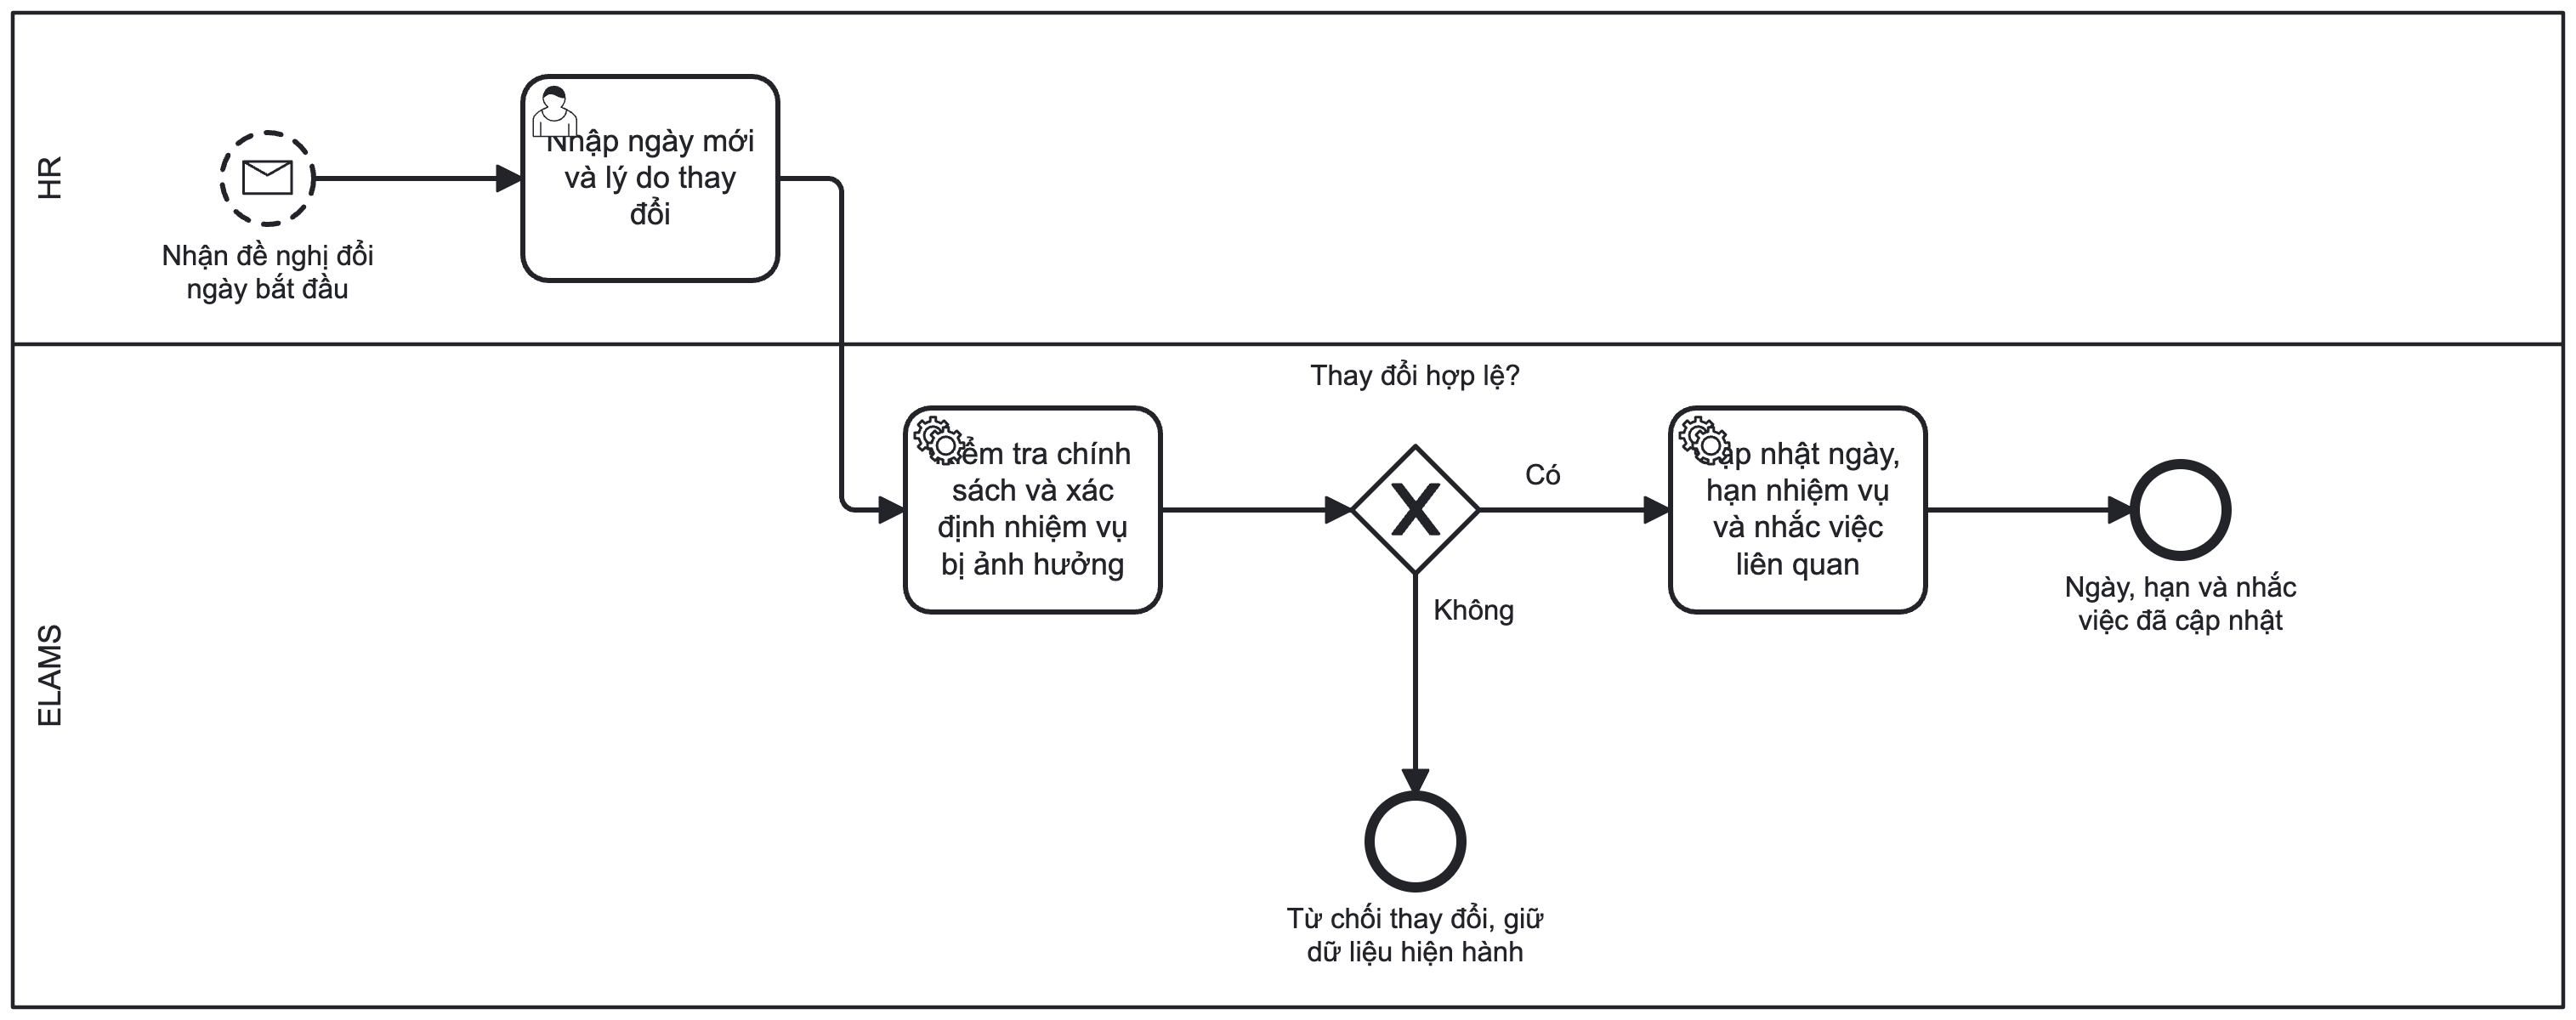 HR
Nhận đề nghị đổi
ngày bắt đầu
Nhập ngày mới
và lý do thay
đổi
ELAMS
Thay đổi hợp lệ?
sách và xác
định nhiệm vụ
bị ảnh hưởng
tra chính
Có
Không
nhật ngày,
hạn nhiệm vụ
và nhắc việc
liên quan
Ngày, hạn và nhắc
việc đã cập nhật
Từ chối thay đổi, giữ
dữ liệu hiện hành